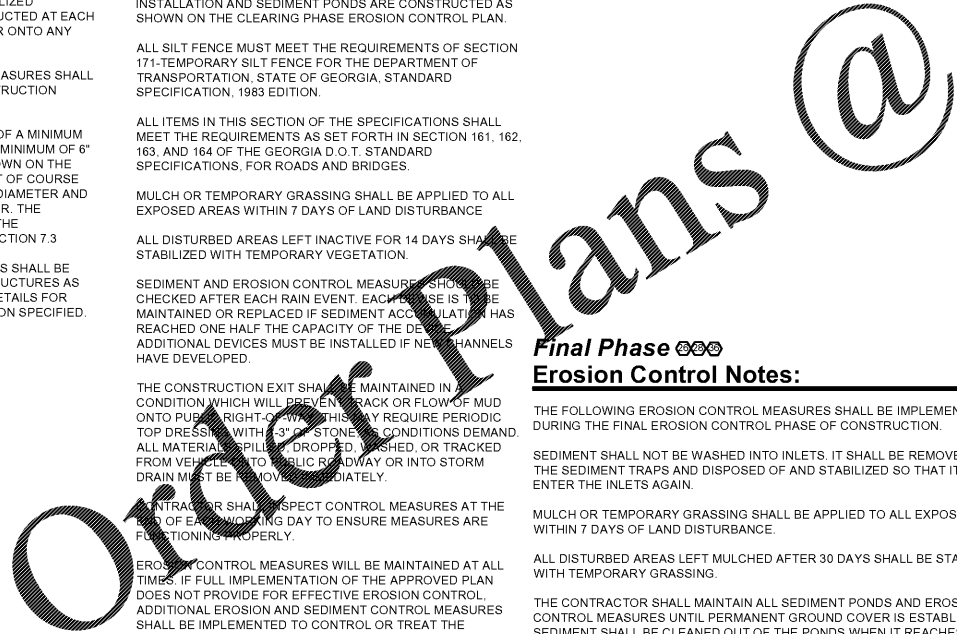 LIZED
UCTED AT EACH
R ONTO ANY
ASURES SHALL
TRUCTION
OF A MINIMUM
MINIMUM OF 6"
OWN ON THE
T OF COURSE
DIAMETER AND
R. THE
THE
CTION 7.3
S SHALL BE
UCTURES AS
ETAILS FOR
ON SPECIFIED.
INSTALLATION AND SEDIMENT PONDS ARE CONSTRUCTED AS
SHOWN ON THE CLEARING PHASE EROSION CONTROL PLAN.
ALL SILT FENCE MUST MEET THE REQUIREMENTS OF SECTION
171-TEMPORARY SILT FENCE FOR THE DEPARTMENT OF
TRANSPORTATION, STATE OF GEORGIA, STANDARD
SPECIFICATION, 1983 EDITION.
ALL ITEMS IN THIS SECTION OF THE SPECIFICATIONS SHALL
MEET THE REQUIREMENTS AS SET FORTH IN SECTION 161, 162,
163, AND 164 OF THE GEORGIA D.O.T. STANDARD
SPECIFICATIONS, FOR ROADS AND BRIDGES.
MULCH OR TEMPORARY GRASSING SHALL BE APPLIED TO ALL
EXPOSED AREAS WITHIN 7 DAYS OF LAND DISTURBANCE
ALL DISTURBED AREAS LEFT INACTIVE FOR 14 DAYS SHALL BE
STABILIZED WITH TEMPORARY VEGETATION.
SEDIMENT AND EROSION CONTROL MEASURES SHOULD BE
CHECKED AFTER EACH RAIN EVENT. EACH DEVISE IS TO BE
MAINTAINED OR REPLACED IF SEDIMENT ACCUMULATION HAS
REACHED ONE HALF THE CAPACITY OF THE DEVICE.
ADDITIONAL DEVICES MUST BE INSTALLED IF NEW CHANNELS
HAVE DEVELOPED.
THE CONSTRUCTION EXIT SHALL BE MAINTAINED IN A
CONDITION WHICH WILL PREVENT TRACK OR FLOW OF MUD
ONTO PUBLIC RIGHT-OF-WAY. THIS MAY REQUIRE PERIODIC
TOP DRESSING WITH -3" OF STONE, AS CONDITIONS DEMAND.
ALL MATERIALS SPILLED, DROPPED, WASHED, OR TRACKED
FROM VEHICLE ONTO PUBLIC ROADWAY OR INTO STORM
DRAIN MUST BE REMOVED IMMEDIATELY.
CONTRACTOR SHALL INSPECT CONTROL MEASURES AT THE
END OF EACH WORKING DAY TO ENSURE MEASURES ARE
FUNCTIONING PROPERLY.
EROSION CONTROL MEASURES WILL BE MAINTAINED AT ALL
TIMES. IF FULL IMPLEMENTATION OF THE APPROVED PLAN
DOES NOT PROVIDE FOR EFFECTIVE EROSION CONTROL,
ADDITIONAL EROSION AND SEDIMENT CONTROL MEASURES
SHALL BE IMPLEMENTED TO CONTROL OR TREAT THE
Final Phase 26 28 36
Erosion Control Notes:
THE FOLLOWING EROSION CONTROL MEASURES SHALL BE IMPLEMEN
DURING THE FINAL EROSION CONTROL PHASE OF CONSTRUCTION.
SEDIMENT SHALL NOT BE WASHED INTO INLETS. IT SHALL BE REMOVE
THE SEDIMENT TRAPS AND DISPOSED OF AND STABILIZED SO THAT IT
ENTER THE INLETS AGAIN.
MULCH OR TEMPORARY GRASSING SHALL BE APPLIED TO ALL EXPOS
WITHIN 7 DAYS OF LAND DISTURBANCE.
ALL DISTURBED AREAS LEFT MULCHED AFTER 30 DAYS SHALL BE STA
WITH TEMPORARY GRASSING.
THE CONTRACTOR SHALL MAINTAIN ALL SEDIMENT PONDS AND EROS
CONTROL MEASURES UNTIL PERMANENT GROUND COVER IS ESTABL
SEDIMENT SHALL BE CLEANED OUT OF THE PONDS WHEN IT REACHE
Order Plans @